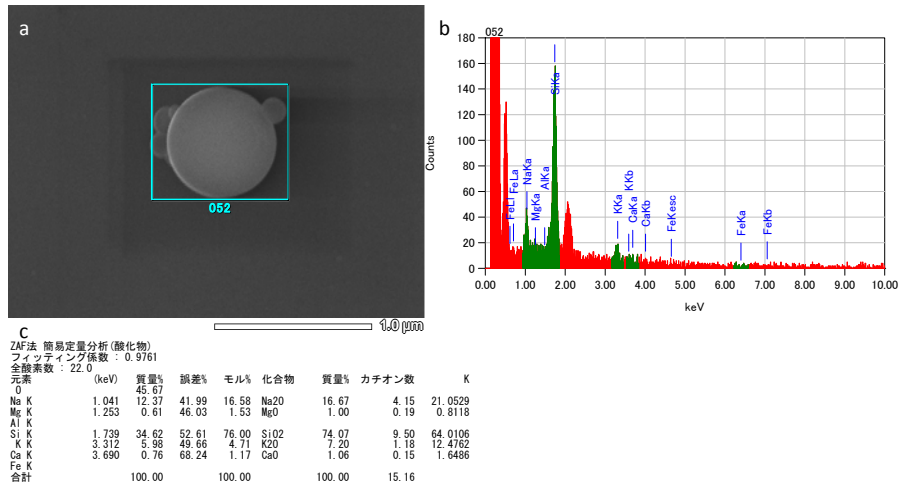 a
052
1.0 µm
b
052
Counts
180
160
140
120
100
80
60
40
20
0
0.00 1.00 2.00 3.00 4.00 5.00 6.00 7.00 8.00 9.00 10.00
keV
FeLl
FeLa
NaKa
MgKa
AlKa
SiKa
KKa
KKb
CaKa
CaKb
FeKesc
FeKa
FeKb
c
ZAF法 簡易定量分析(酸化物)
フィッティング係数 : 0.9761
全酸素数 : 22.0
元素 (keV) 質量% 誤差% モル% 化合物 質量% カチオン数 K
O 45.67
Na K 1.041 12.37 41.99 16.58 Na2O 16.67 4.15 21.0529
Mg K 1.253 0.61 46.03 1.53 MgO 1.00 0.19 0.8118
Al K
Si K 1.739 34.62 52.61 76.00 SiO2 74.07 9.50 64.0106
K K 3.312 5.98 49.66 4.71 K2O 7.20 1.18 12.4762
Ca K 3.690 0.76 68.24 1.17 CaO 1.06 0.15 1.6486
Fe K
合計 100.00 100.00 100.00 15.16